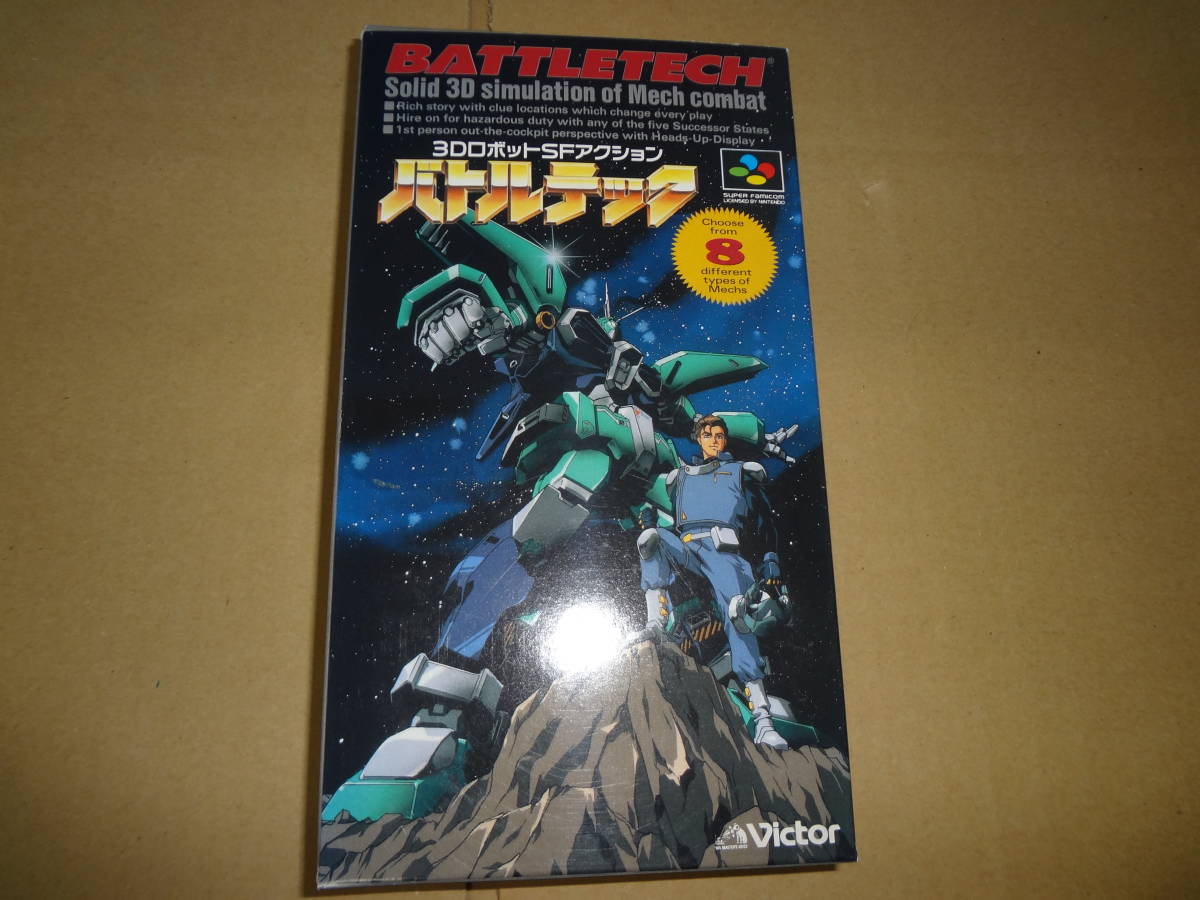 BATTLETECH®
Solid 3D simulation of Mech combat
■Rich story with clue locations which change every play
■Hire on for hazardous duty with any of the five Successor States
■1st person out-the-cockpit perspective with Heads-Up-Display
3DロボットSFアクション
バトルテック
SUPER FAMICOM
LICENSED BY NINTENDO
Choose
from
8
different
types of
Mechs
Victor